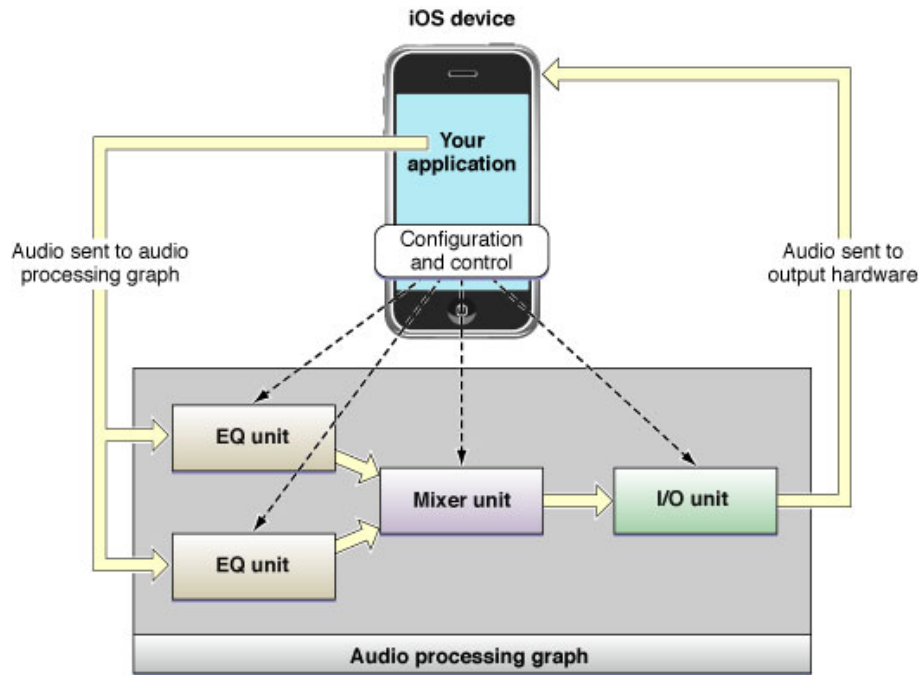 iOS device
Your
application
Configuration
and control
Audio sent to audio
processing graph
Audio sent to
output hardware
EQ unit
Mixer unit
I/O unit
EQ unit
Audio processing graph